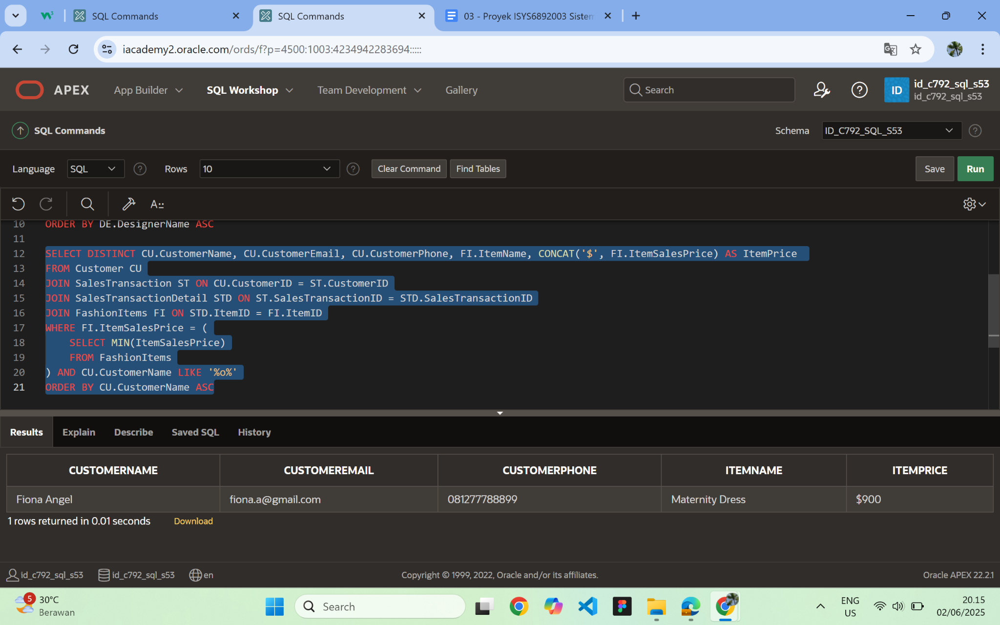 SQL Commands
SQL Commands
03 - Proyek ISYS6892003 Sistem
iacademy2.oracle.com/ords/f?p=4500:1003:4234942283694:::::
APEX
App Builder
SQL Workshop
Team Development
Gallery
Search
ID
id_c792_sql_s53
id_c792_sql_s53
SQL Commands
Schema
ID_C792_SQL_S53
Language
SQL
Rows
10
Clear Command
Find Tables
Save
Run
10 ORDER BY DE.DesignerName ASC
11
12 SELECT DISTINCT CU.CustomerName, CU.CustomerEmail, CU.CustomerPhone, FI.ItemName, CONCAT('$', FI.ItemSalesPrice) AS ItemPrice
13 FROM Customer CU
14 JOIN SalesTransaction ST ON CU.CustomerID = ST.CustomerID
15 JOIN SalesTransactionDetail STD ON ST.SalesTransactionID = STD.SalesTransactionID
16 JOIN FashionItems FI ON STD.ItemID = FI.ItemID
17 WHERE FI.ItemSalesPrice = (
18 SELECT MIN(ItemSalesPrice)
19 FROM FashionItems
20 ) AND CU.CustomerName LIKE '%o%'
21 ORDER BY CU.CustomerName ASC
Results Explain Describe Saved SQL History
CUSTOMERNAME CUSTOMEREMAIL CUSTOMERPHONE ITEMNAME ITEMPRICE
Fiona Angel fiona.a@gmail.com 081277788899 Maternity Dress $900
1 rows returned in 0.01 seconds Download
id_c792_sql_s53 id_c792_sql_s53 en
Copyright © 1999, 2022, Oracle and/or its affiliates.
Oracle APEX 22.2.1
5
30°C
Berawan
Search
ENG
US
20.15
02/06/2025